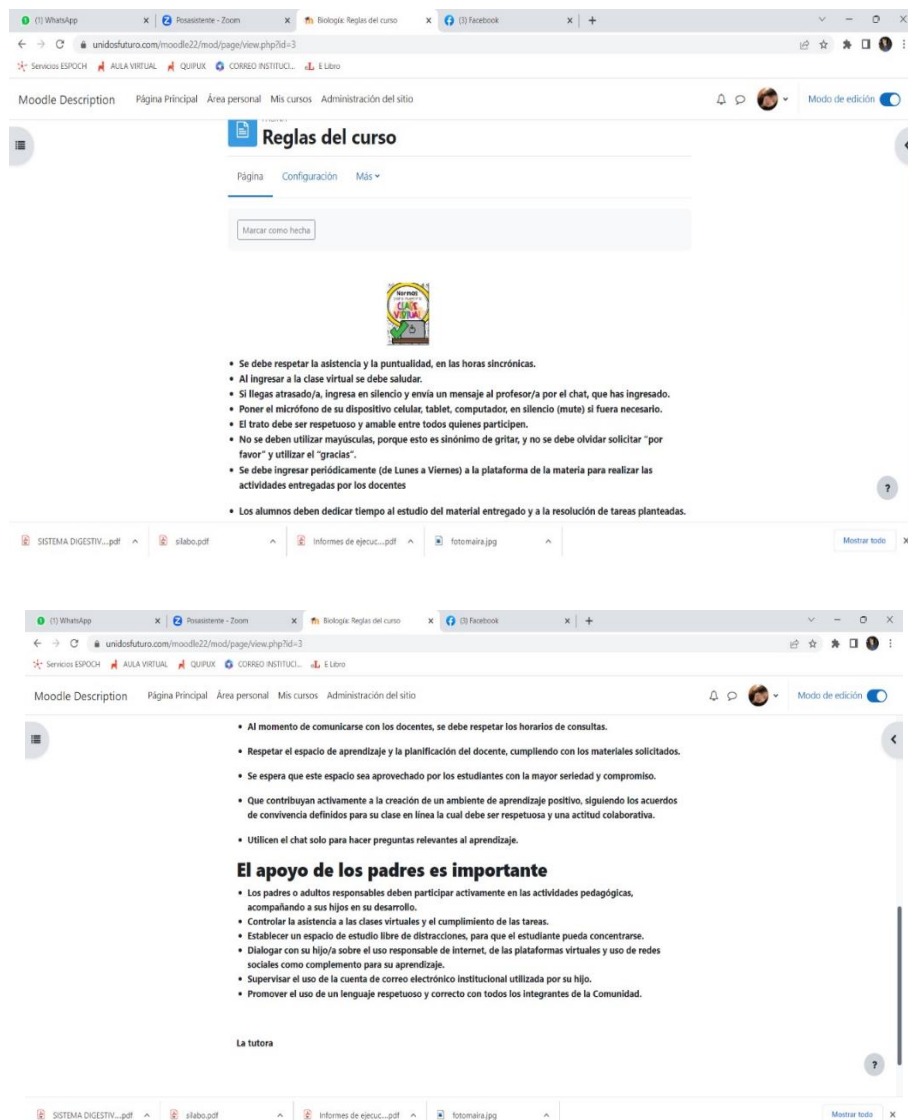 (1) WhatsApp
Posasistente - Zoom
Biología: Reglas del curso
(3) Facebook
unidosfuturo.com/moodle22/mod/page/view.php?id=3
Servicios ESPOCH
AULA VIRTUAL
QUIPUX
CORREO INSTITUCI...
E Libro
Moodle Description
Página Principal
Área personal
Mis cursos
Administración del sitio
Modo de edición
Reglas del curso
Página
Configuración
Más
Marcar como hecha
Normas
CLASE
VIRTUAL
• Se debe respetar la asistencia y la puntualidad, en las horas sincrónicas.
• Al ingresar a la clase virtual se debe saludar.
• Si llegas atrasado/a, ingresa en silencio y envía un mensaje al profesor/a por el chat, que has ingresado.
• Poner el micrófono de su dispositivo celular, tablet, computador, en silencio (mute) si fuera necesario.
• El trato debe ser respetuoso y amable entre todos quienes participen.
• No se deben utilizar mayúsculas, porque esto es sinónimo de gritar, y no se debe olvidar solicitar "por
favor" y utilizar el "gracias".
• Se debe ingresar periódicamente (de Lunes a Viernes) a la plataforma de la materia para realizar las
actividades entregadas por los docentes
• Los alumnos deben dedicar tiempo al estudio del material entregado y a la resolución de tareas planteadas.
?
SISTEMA DIGESTIV....pdf
silabo.pdf
Informes de ejecuc....pdf
fotomaira.jpg
Mostrar todo
(1) WhatsApp
Posasistente - Zoom
Biología: Reglas del curso
(3) Facebook
unidosfuturo.com/moodle22/mod/page/view.php?id=3
Servicios ESPOCH
AULA VIRTUAL
QUIPUX
CORREO INSTITUCI...
E Libro
Moodle Description
Página Principal
Área personal
Mis cursos
Administración del sitio
Modo de edición
• Al momento de comunicarse con los docentes, se debe respetar los horarios de consultas.
• Respetar el espacio de aprendizaje y la planificación del docente, cumpliendo con los materiales solicitados.
• Se espera que este espacio sea aprovechado por los estudiantes con la mayor seriedad y compromiso.
• Que contribuyan activamente a la creación de un ambiente de aprendizaje positivo, siguiendo los acuerdos
de convivencia definidos para su clase en línea la cual debe ser respetuosa y una actitud colaborativa.
• Utilicen el chat solo para hacer preguntas relevantes al aprendizaje.
El apoyo de los padres es importante
• Los padres o adultos responsables deben participar activamente en las actividades pedagógicas,
acompañando a sus hijos en su desarrollo.
• Controlar la asistencia a las clases virtuales y el cumplimiento de las tareas.
• Establecer un espacio de estudio libre de distracciones, para que el estudiante pueda concentrarse.
• Dialogar con su hijo/a sobre el uso responsable de internet, de las plataformas virtuales y uso de redes
sociales como complemento para su aprendizaje.
• Supervisar el uso de la cuenta de correo electrónico institucional utilizada por su hijo.
• Promover el uso de un lenguaje respetuoso y correcto con todos los integrantes de la Comunidad.
La tutora
?
SISTEMA DIGESTIV....pdf
silabo.pdf
Informes de ejecuc....pdf
fotomaira.jpg
Mostrar todo